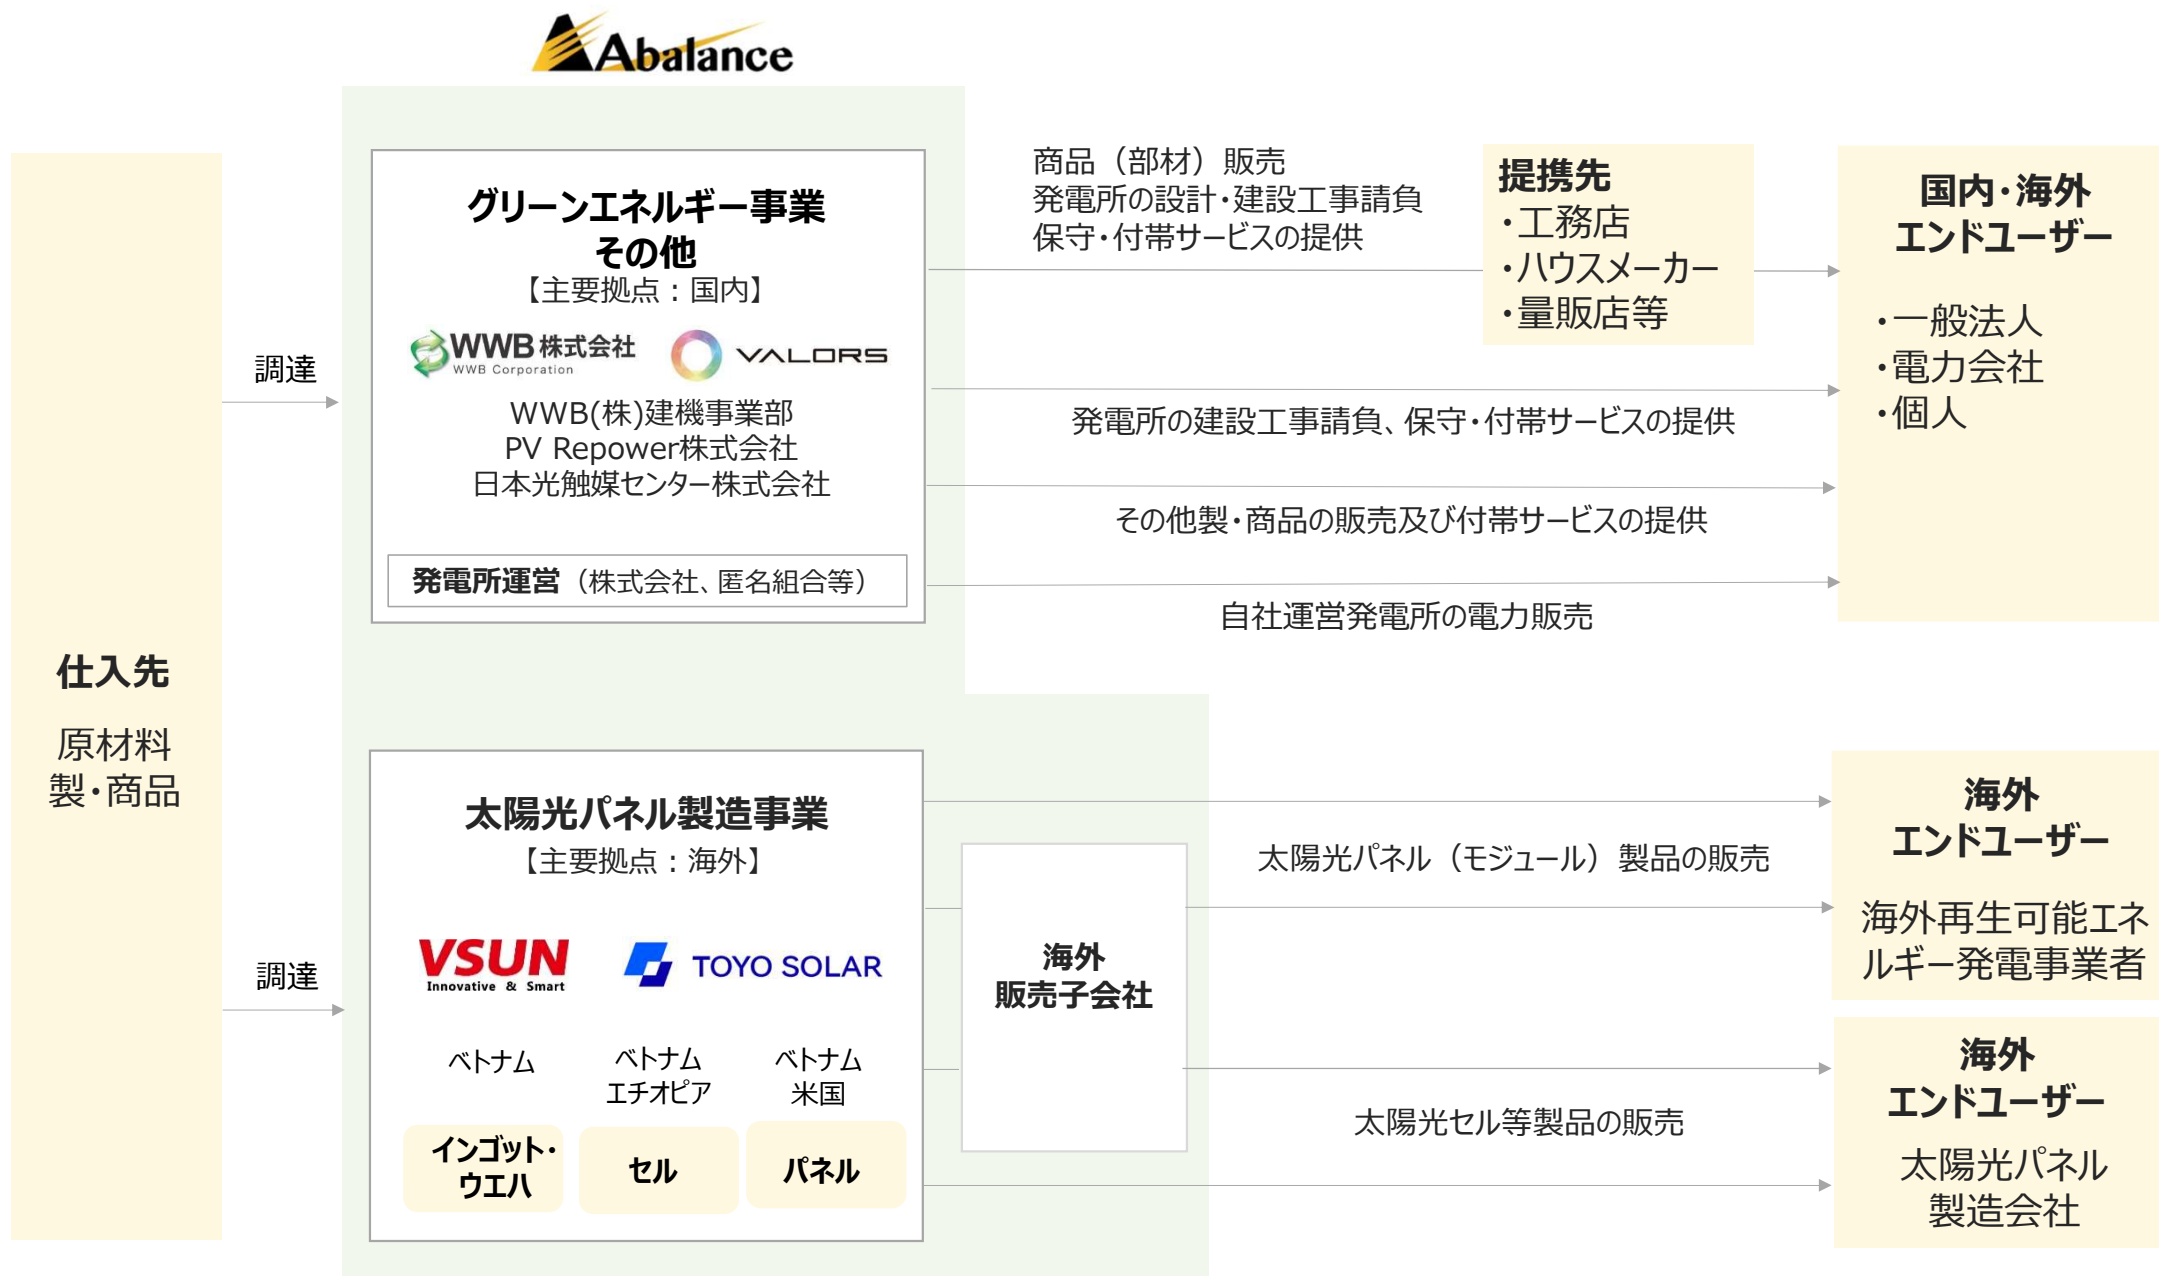 Abalance
仕入先
原材料
製・商品
調達
調達
グリーンエネルギー事業
その他
【主要拠点：国内】
WWB 株式会社
WWB Corporation
VALORS
WWB(株)建機事業部
PV Repower株式会社
日本光触媒センター株式会社
発電所運営（株式会社、匿名組合等）
商品（部材）販売
発電所の設計・建設工事請負
保守・付帯サービスの提供
提携先
・工務店
・ハウスメーカー
・量販店等
発電所の建設工事請負、保守・付帯サービスの提供
その他製・商品の販売及び付帯サービスの提供
自社運営発電所の電力販売
国内・海外
エンドユーザー
・一般法人
・電力会社
・個人
太陽光パネル製造事業
【主要拠点：海外】
VSUN
Innovative & Smart
TOYO SOLAR
ベトナム
ベトナム
エチオピア
ベトナム
米国
インゴット・
ウエハ
セル
パネル
海外
販売子会社
太陽光パネル（モジュール）製品の販売
太陽光セル等製品の販売
海外
エンドユーザー
海外再生可能エネ
ルギー発電事業者
海外
エンドユーザー
太陽光パネル
製造会社